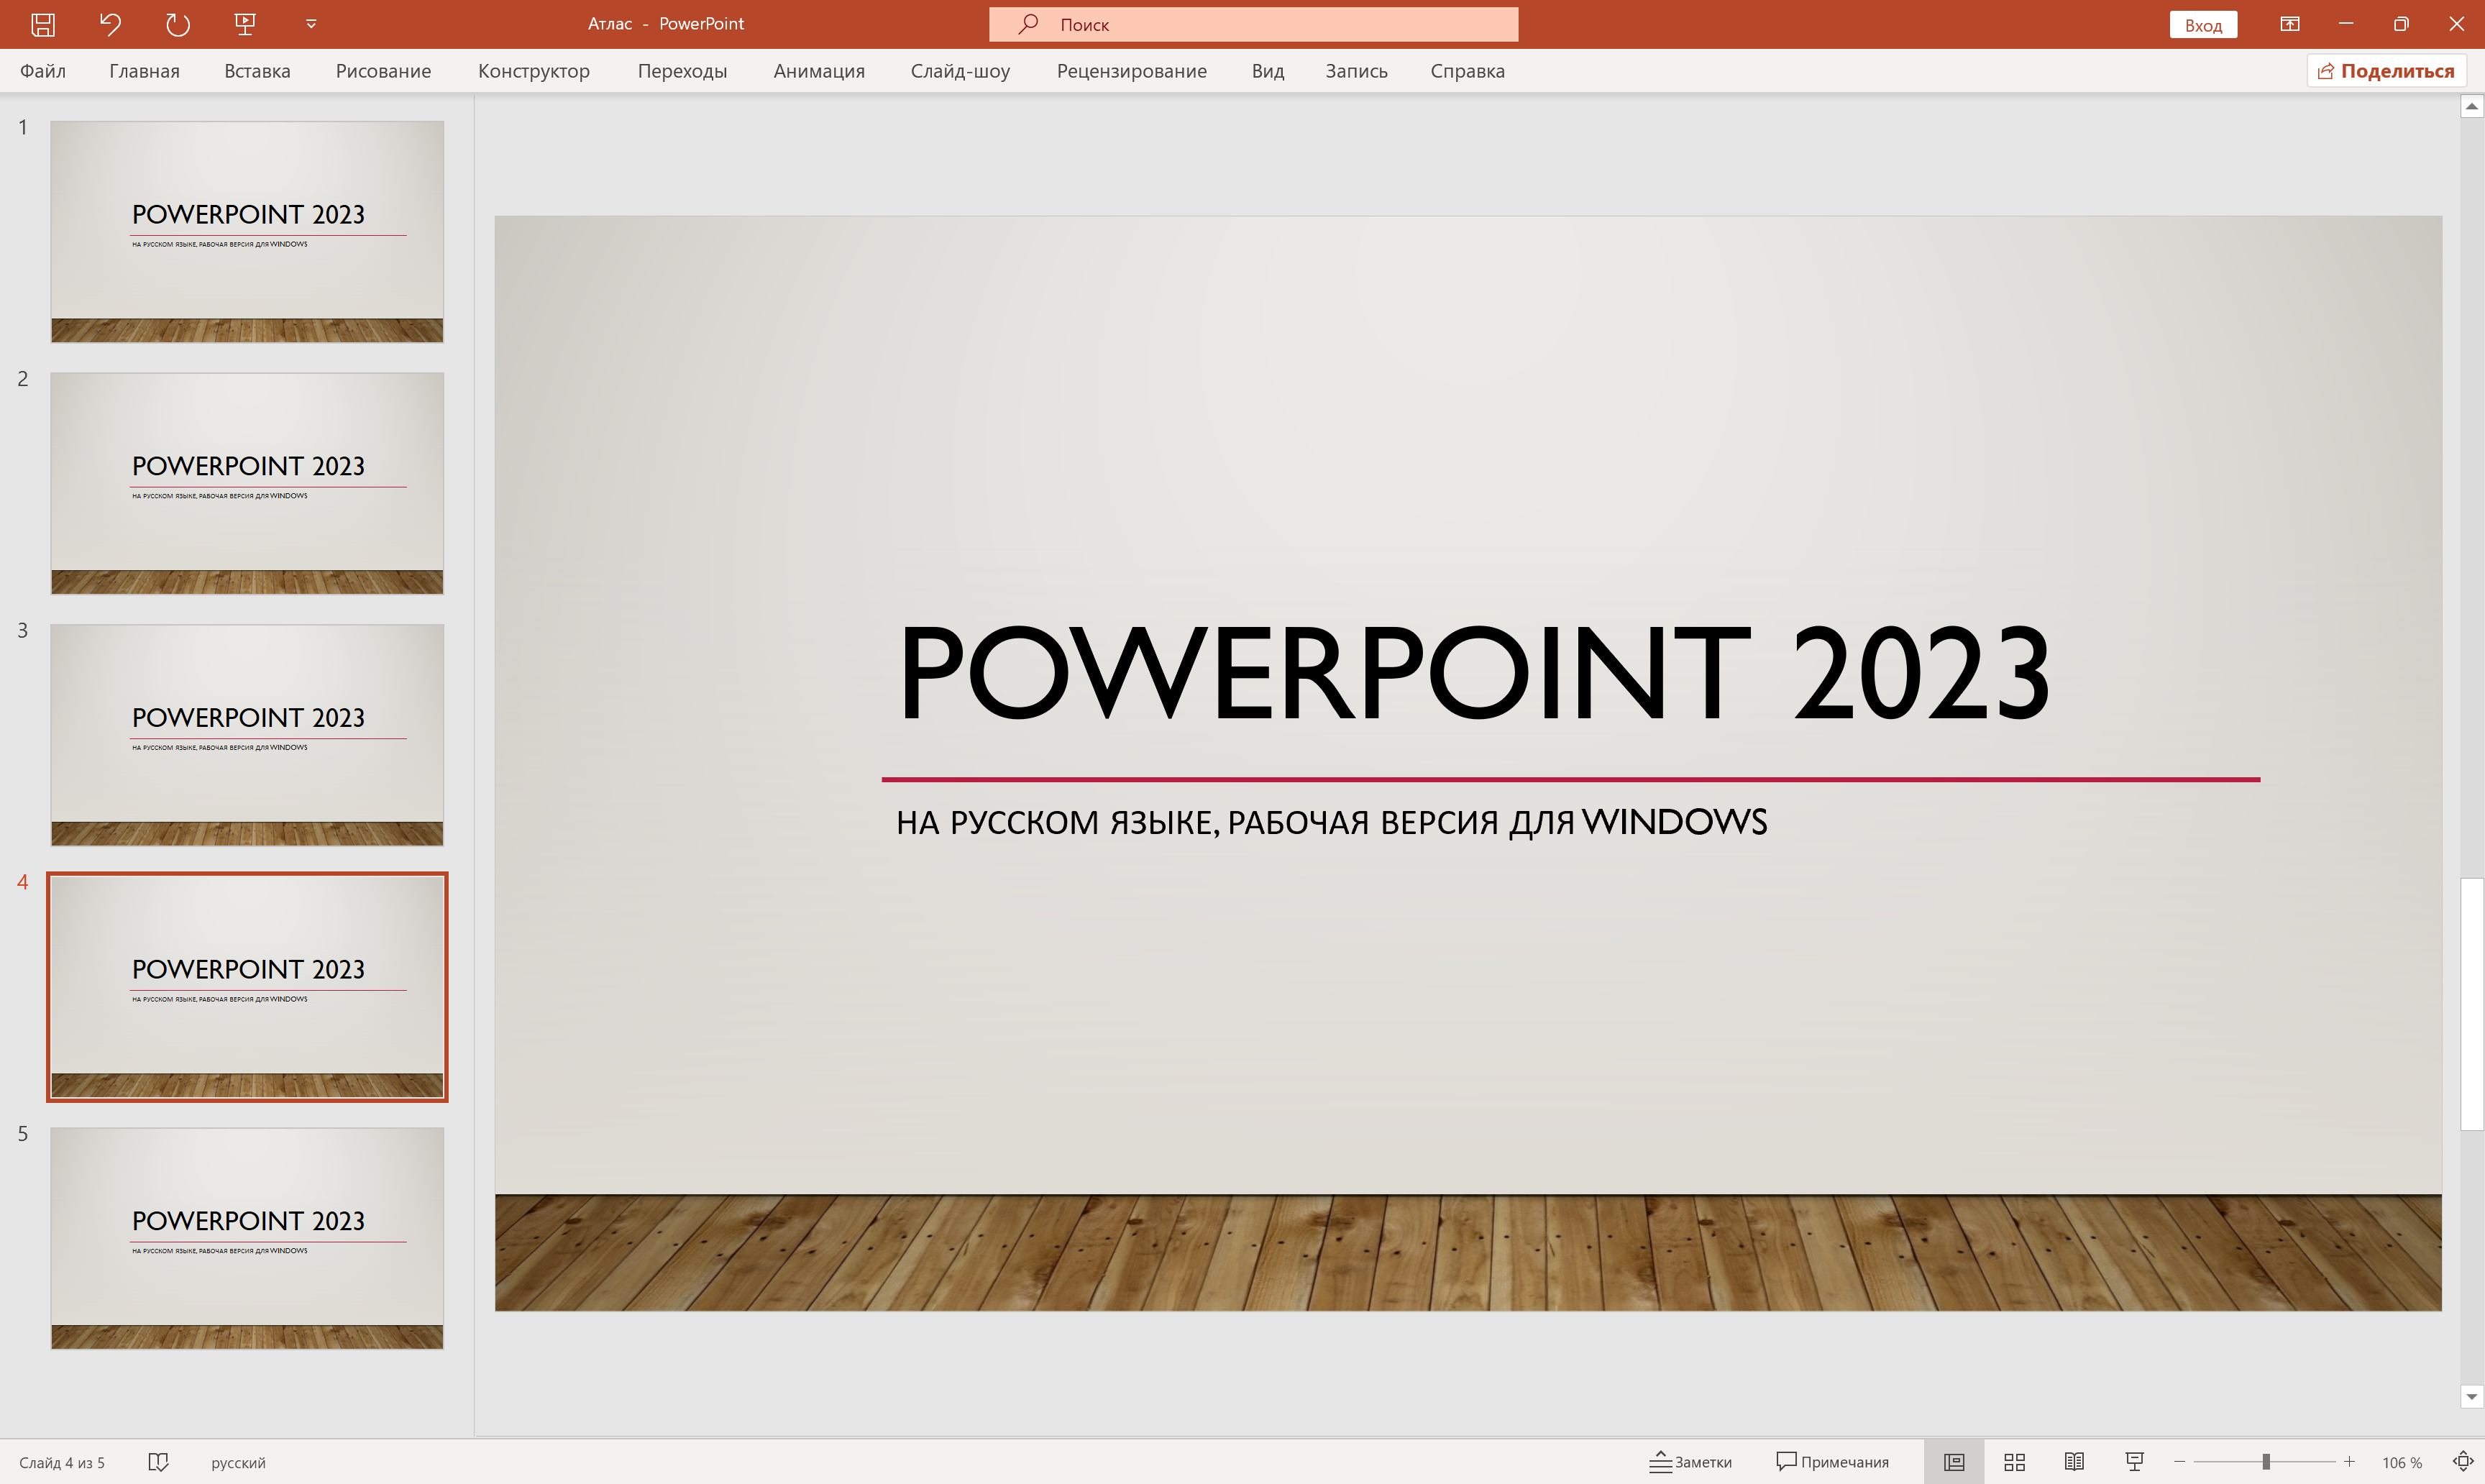 Атлас - PowerPoint
Поиск
Вход
Файл Главная Вставка Рисование Конструктор Переходы Анимация Слайд-шоу Рецензирование Вид Запись Справка Поделиться
1
POWERPOINT 2023
НА РУССКОМ ЯЗЫКЕ, РАБОЧАЯ ВЕРСИЯ ДЛЯ WINDOWS
2
POWERPOINT 2023
НА РУССКОМ ЯЗЫКЕ, РАБОЧАЯ ВЕРСИЯ ДЛЯ WINDOWS
3
POWERPOINT 2023
НА РУССКОМ ЯЗЫКЕ, РАБОЧАЯ ВЕРСИЯ ДЛЯ WINDOWS
4
POWERPOINT 2023
НА РУССКОМ ЯЗЫКЕ, РАБОЧАЯ ВЕРСИЯ ДЛЯ WINDOWS
5
POWERPOINT 2023
НА РУССКОМ ЯЗЫКЕ, РАБОЧАЯ ВЕРСИЯ ДЛЯ WINDOWS
POWERPOINT 2023
НА РУССКОМ ЯЗЫКЕ, РАБОЧАЯ ВЕРСИЯ ДЛЯ WINDOWS
Слайд 4 из 5 русский Заметки Примечания 106 %